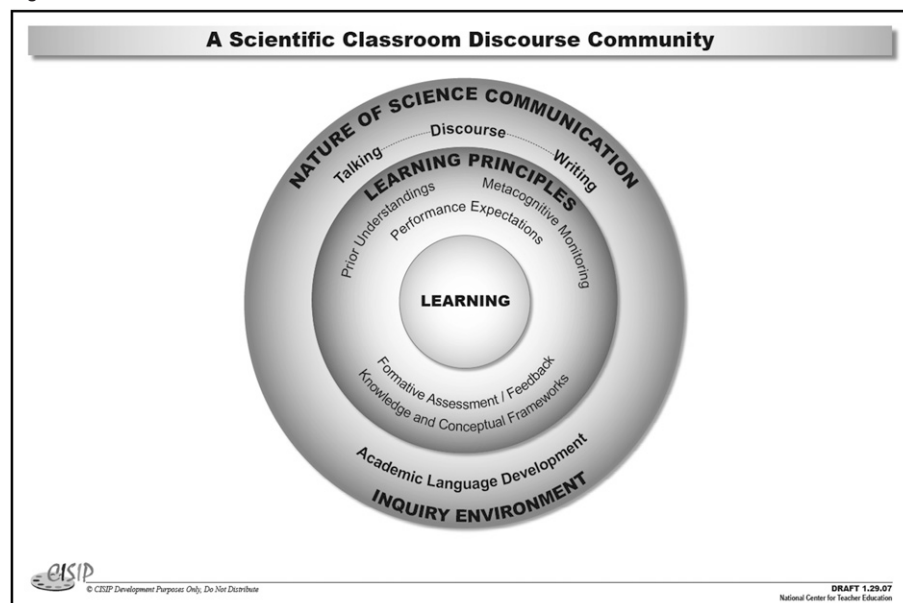 A Scientific Classroom Discourse Community
NATURE OF SCIENCE COMMUNICATION
Talking Discourse Writing
LEARNING PRINCIPLES
Prior Understandings
Metacognitive Monitoring
Performance Expectations
LEARNING
Formative Assessment / Feedback
Knowledge and Conceptual Frameworks
Academic Language Development
INQUIRY ENVIRONMENT
CISIP
© CISIP Development Purposes Only, Do Not Distribute
DRAFT 1.29.07
National Center for Teacher Education